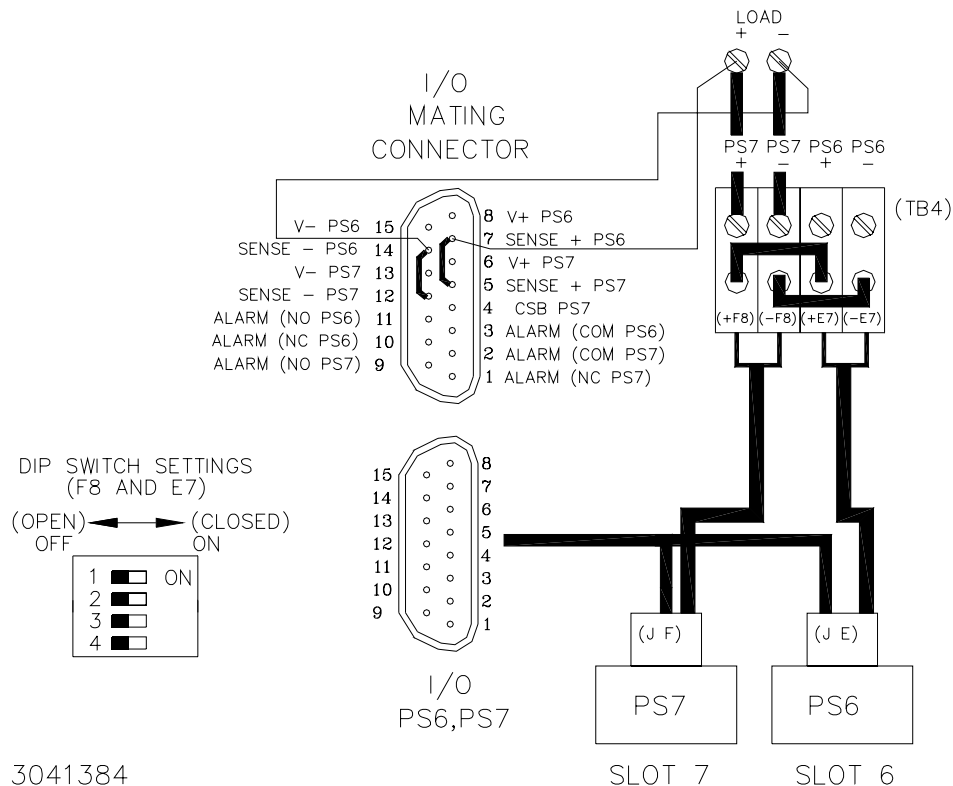 LOAD
+ −
I/O
MATING
CONNECTOR
PS7 PS7 PS6 PS6
+ − + −
(TB4)
V− PS6 15
SENSE − PS6 14
V− PS7 13
SENSE − PS7 12
ALARM (NO PS6) 11
ALARM (NC PS6) 10
ALARM (NO PS7) 9
8 V+ PS6
7 SENSE + PS6
6 V+ PS7
5 SENSE + PS7
4 CSB PS7
3 ALARM (COM PS6)
2 ALARM (COM PS7)
1 ALARM (NC PS7)
(+F8) (−F8) (+E7) (−E7)
DIP SWITCH SETTINGS
(F8 AND E7)
(OPEN) (CLOSED)
OFF ON
1 ON
2
3
4
15
14
13
12
11
10
9
8
7
6
5
4
3
2
1
I/O
PS6,PS7
(J F) (J E)
PS7 PS6
SLOT 7 SLOT 6
3041384